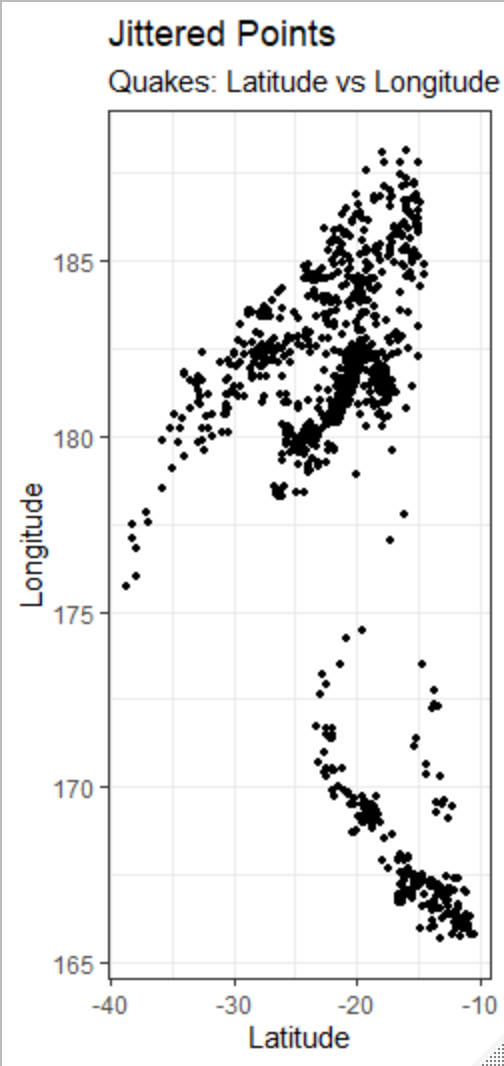 Jittered Points
Quakes: Latitude vs Longitude
185
180
175
170
165
Longitude
-40 -30 -20 -10
Latitude